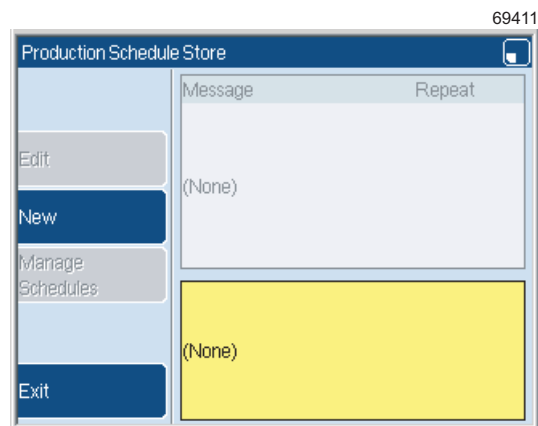 69411
Production Schedule Store
Message Repeat
Edit
(None)
New
Manage
Schedules
(None)
Exit